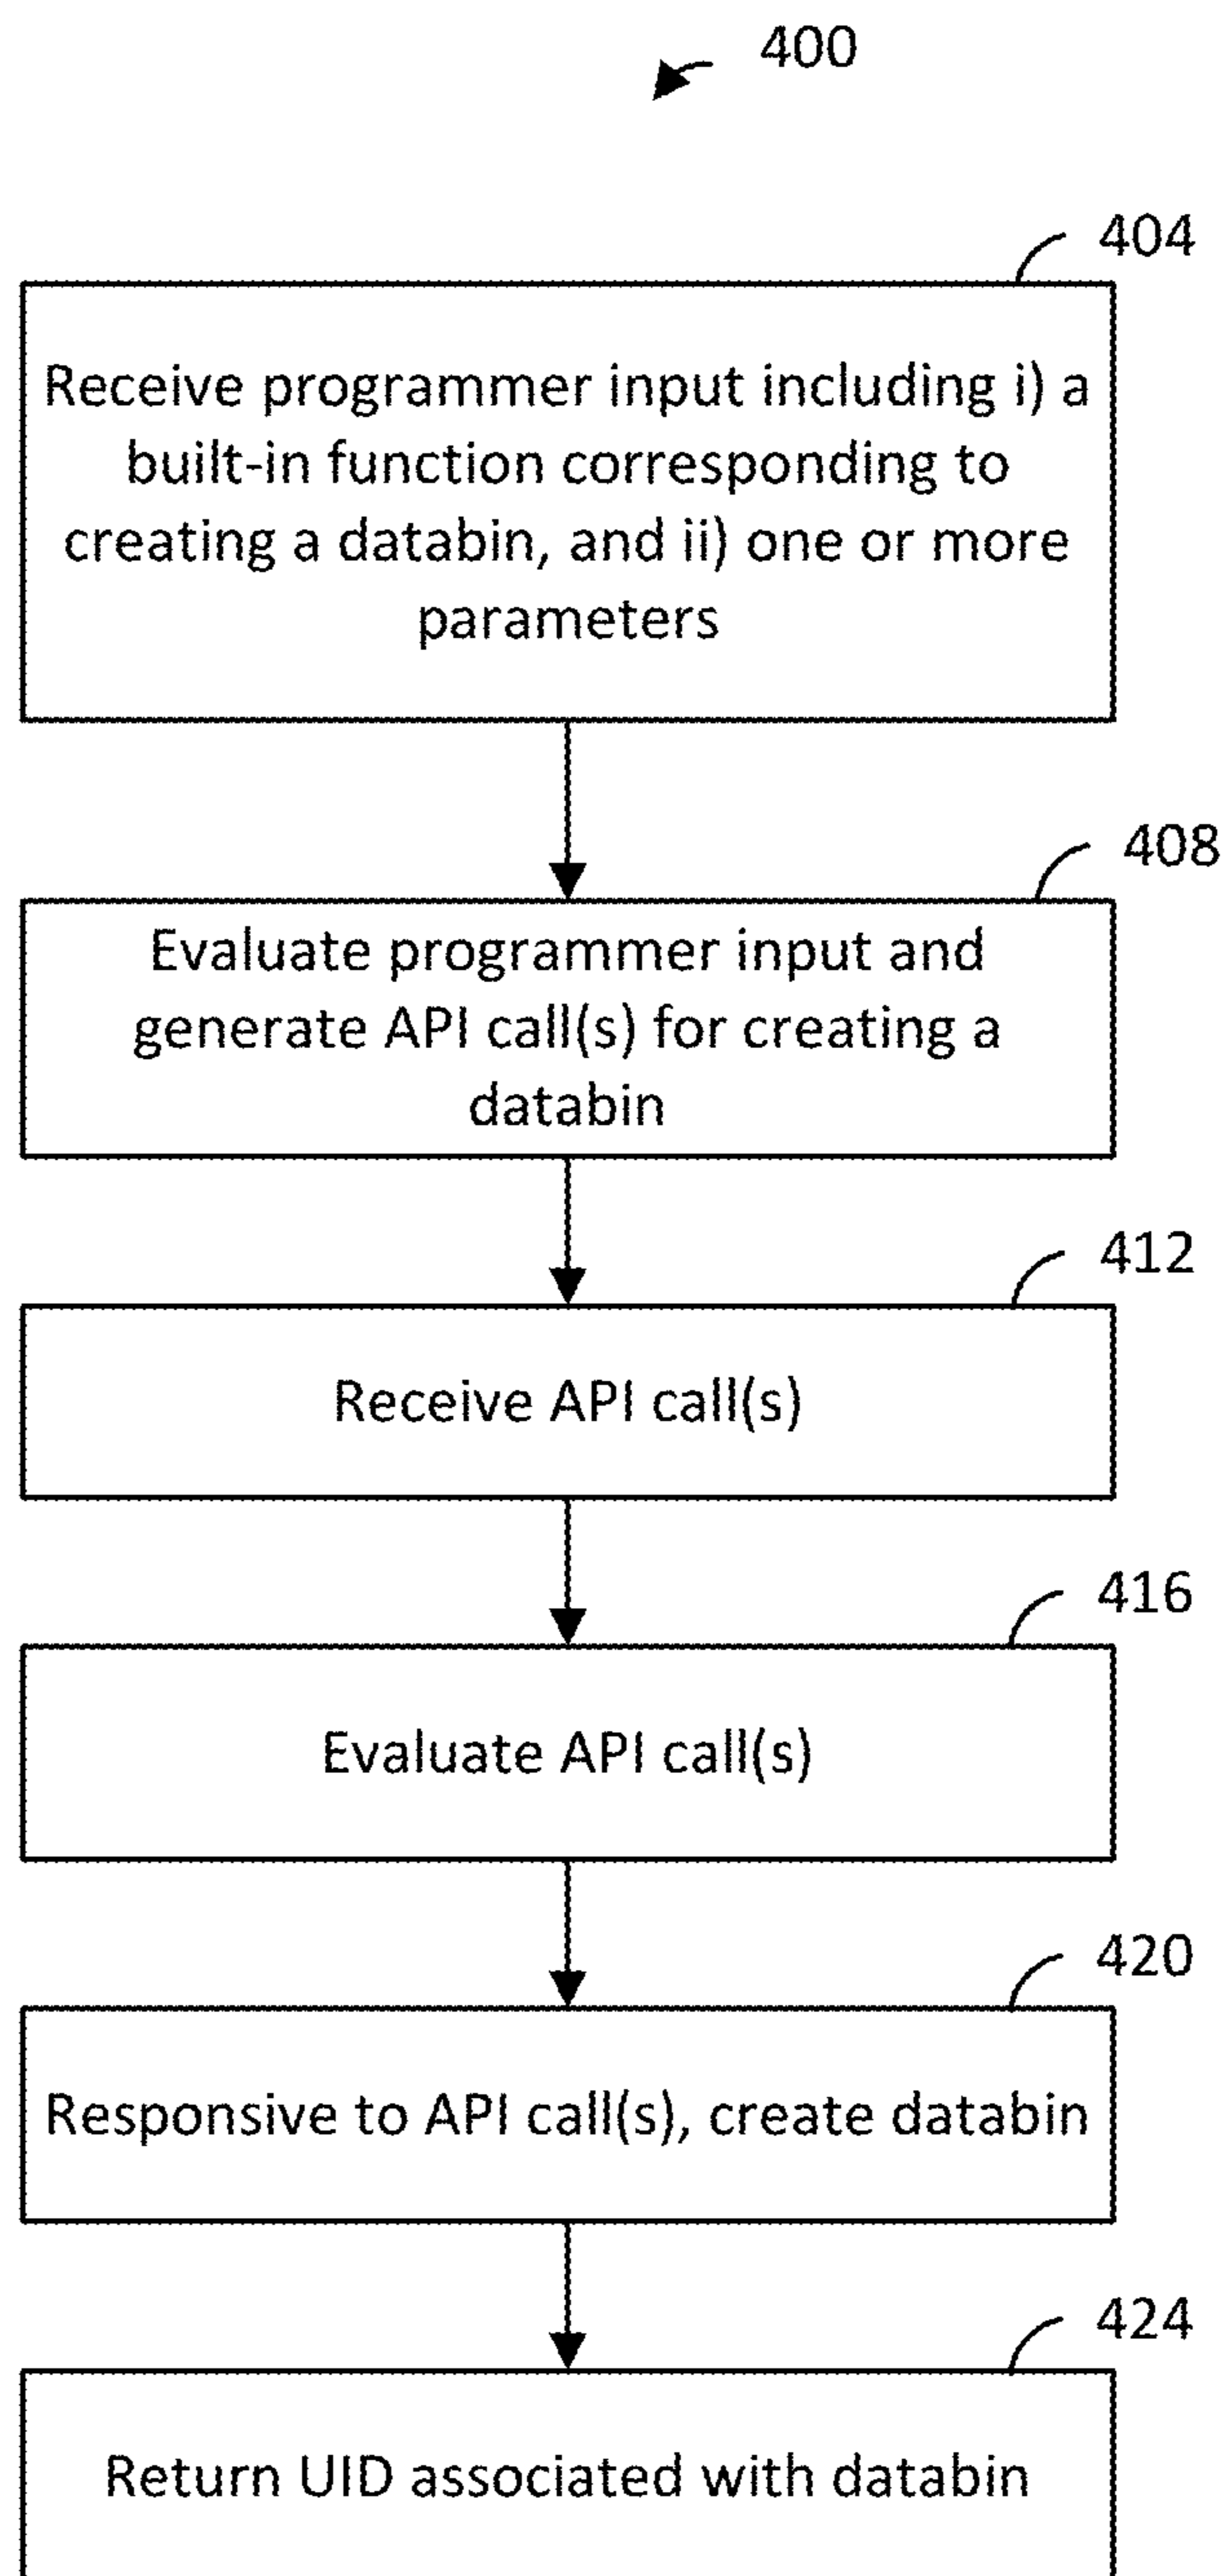 400
404
Receive programmer input including i) a
built-in function corresponding to
creating a databin, and ii) one or more
parameters
408
Evaluate programmer input and
generate API call(s) for creating a
databin
412
Receive API call(s)
416
Evaluate API call(s)
420
Responsive to API call(s), create databin
424
Return UID associated with databin